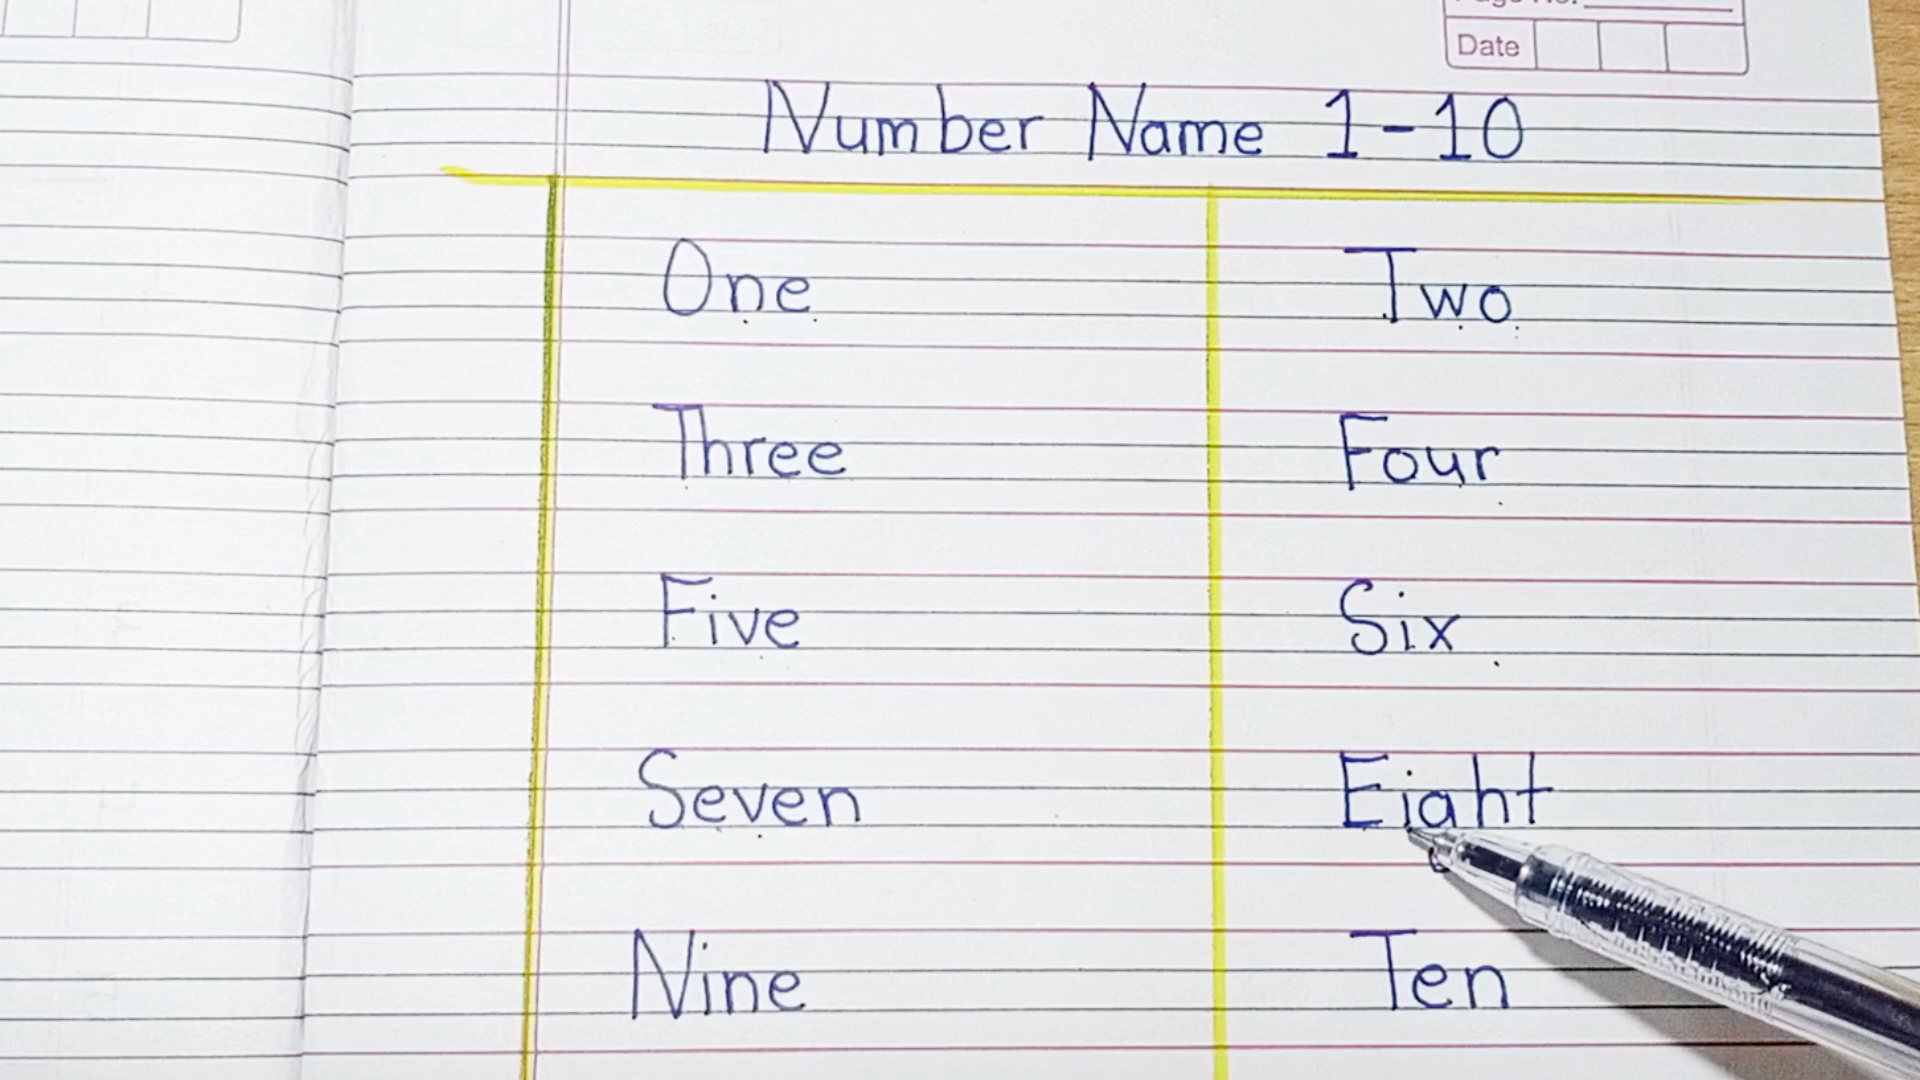 Date
Number Name 1-10
One Two
Three Four
Five Six
Seven Eight
Nine Ten